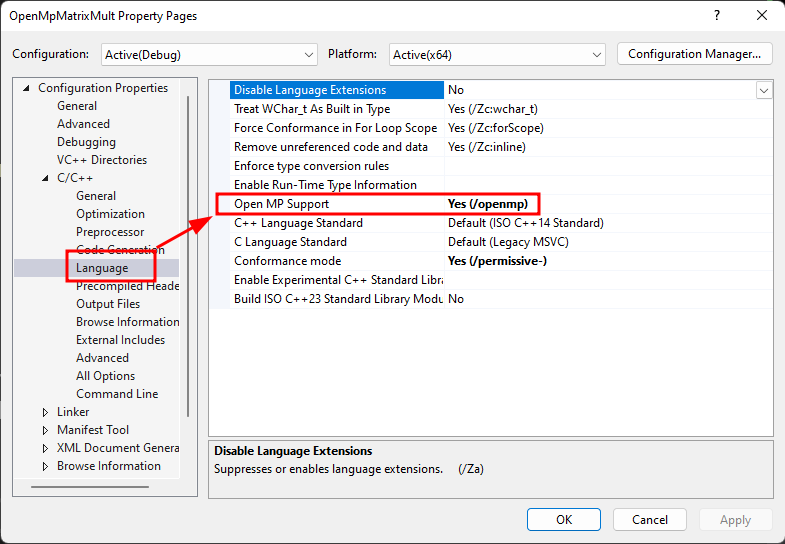 OpenMpMatrixMult Property Pages
? 
Configuration: Active(Debug) Platform: Active(x64) Configuration Manager...
Configuration Properties
General
Advanced
Debugging
VC++ Directories
C/C++
General
Optimization
Preprocessor
Code Generation
Language
Precompiled Heade
Output Files
Browse Information
External Includes
Advanced
All Options
Command Line
Linker
Manifest Tool
XML Document Genera
Browse Information
Disable Language Extensions No
Treat WChar_t As Built in Type Yes (/Zc:wchar_t)
Force Conformance in For Loop Scope Yes (/Zc:forScope)
Remove unreferenced code and data Yes (/Zc:inline)
Enforce type conversion rules
Enable Run-Time Type Information
Open MP Support Yes (/openmp)
C++ Language Standard Default (ISO C++14 Standard)
C Language Standard Default (Legacy MSVC)
Conformance mode Yes (/permissive-)
Enable Experimental C++ Standard Libra
Build ISO C++23 Standard Library Modu No
Disable Language Extensions
Suppresses or enables language extensions. (/Za)
OK Cancel Apply